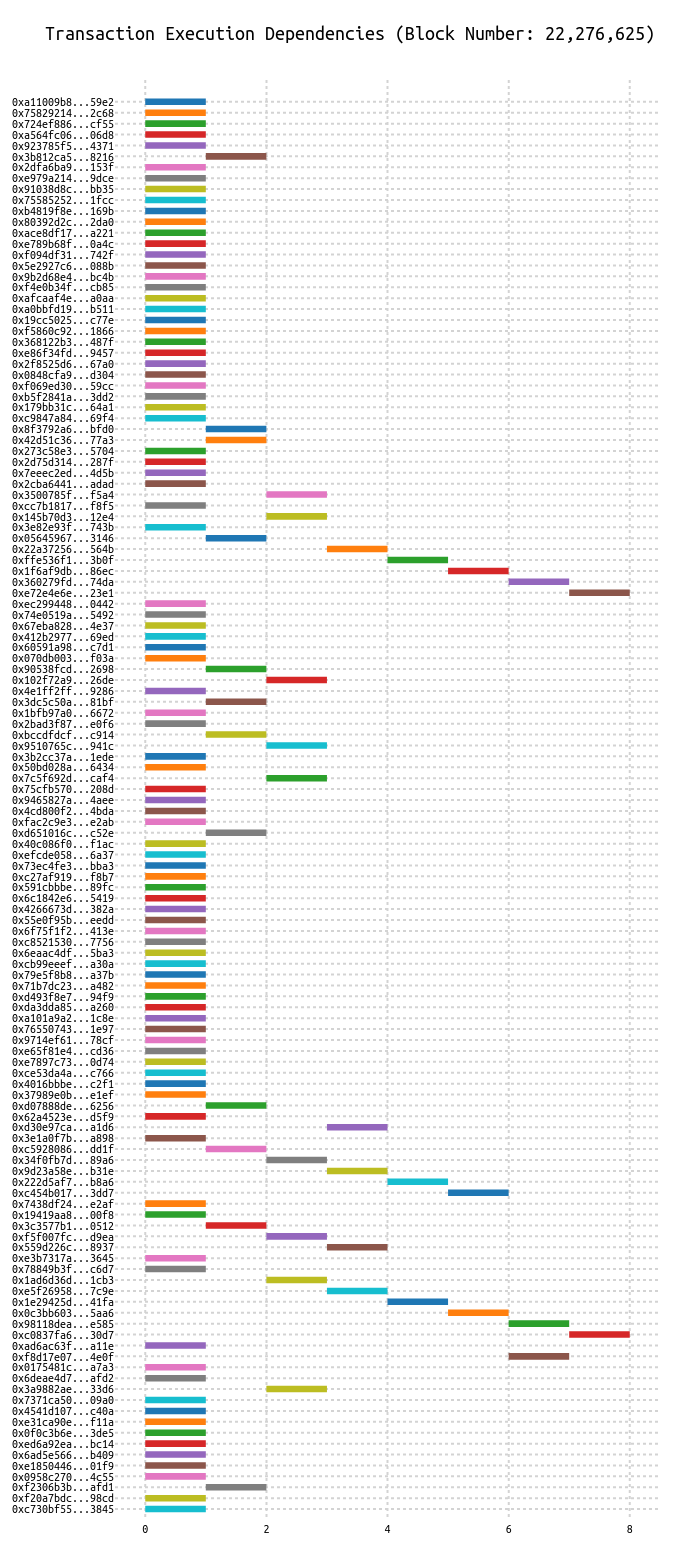 Transaction Execution Dependencies (Block Number: 22,276,625)
0xa11009b8...59e2
0x75829214...2c68
0x724ef886...cf55
0xa564fc06...06d8
0x923785f5...4371
0x3b812ca5...8216
0x2dfa6ba9...153f
0xe979a214...9dce
0x91038d8c...bb35
0x75585252...1fcc
0xb4819f8e...169b
0x80392d2c...2da0
0xace8df17...a221
0xe789b68f...0a4c
0xf094df31...742f
0x5e2927c6...088b
0x9b2d68e4...bc4b
0xf4e0b34f...cb85
0xafcaaf4e...a0aa
0xa0bbfd19...b511
0x19cc5025...c77e
0xf5860c92...1866
0x368122b3...487f
0xe86f34fd...9457
0x2f8525d6...67a0
0x0848cfa9...d304
0xf069ed30...59cc
0xb5f2841a...3dd2
0x179bb31c...64a1
0xc9847a84...69f4
0x8f3792a6...bfd0
0x42d51c36...77a3
0x273c58e3...5704
0x2d75d314...287f
0x7eeec2ed...4d5b
0x2cba6441...adad
0x3500785f...f5a4
0xcc7b1817...f8f5
0x145b70d3...12e4
0x3e82e93f...743b
0x05645967...3146
0x22a37256...564b
0xffe536f1...3b0f
0x1f6af9db...86ec
0x360279fd...74da
0xe72e4e6e...23e1
0xec299448...0442
0x74e0519a...5492
0x67eba828...4e37
0x412b2977...69ed
0x60591a98...c7d1
0x070db003...f03a
0x90538fcd...2698
0x102f72a9...26de
0x4e1ff2ff...9286
0x3dc5c50a...81bf
0x1bfb97a0...6672
0x2bad3f87...e0f6
0xbccdfdcf...c914
0x9510765c...941c
0x3b2cc37a...1ede
0x50bd028a...6434
0x7c5f692d...caf4
0x75cfb570...208d
0x9465827a...4aee
0x4cd800f2...4bda
0xfac2c9e3...e2ab
0xd651016c...c52e
0x40c086f0...f1ac
0xefcde058...6a37
0x73ec4fe3...bba3
0xc27af919...f8b7
0x591cbbbe...89fc
0x6c1842e6...5419
0x4266673d...382a
0x55e0f95b...eedd
0x6f75f1f2...413e
0xc8521530...7756
0x6eaac4df...5ba3
0xcb99eeef...a30a
0x79e5f8b8...a37b
0x71b7dc23...a482
0xd493f8e7...94f9
0xda3dda85...a260
0xa101a9a2...1c8e
0x76550743...1e97
0x9714ef61...78cf
0xe65f81e4...cd36
0xe7897c73...0d74
0xce53da4a...c766
0x4016bbbe...c2f1
0x37989e0b...e1ef
0xd07888de...6256
0x62a4523e...d5f9
0xd30e97ca...a1d6
0x3e1a0f7b...a898
0xc5928086...dd1f
0x34f0fb7d...89a6
0x9d23a58e...b31e
0x222d5af7...b8a6
0xc454b017...3dd7
0x7438df24...e2af
0x19419aa8...00f8
0x3c3577b1...0512
0xf5f007fc...d9ea
0x559d226c...8937
0xe3b7317a...3645
0x78849b3f...c6d7
0x1ad6d36d...1cb3
0xe5f26958...7c9e
0x1e29425d...41fa
0x0c3bb603...5aa6
0x98118dea...e585
0xc0837fa6...30d7
0xad6ac63f...a11e
0xf8d17e07...4e0f
0x0175481c...a7a3
0x6deae4d7...afd2
0x3a9882ae...33d6
0x7371ca50...09a0
0x4541d107...c40a
0xe31ca90e...f11a
0x0f0c3b6e...3de5
0xed6a92ea...bc14
0x6ad5e566...b409
0xe1850446...01f9
0x0958c270...4c55
0xf2306b3b...afd1
0xf20a7bdc...98cd
0xc730bf55...3845
0 2 4 6 8